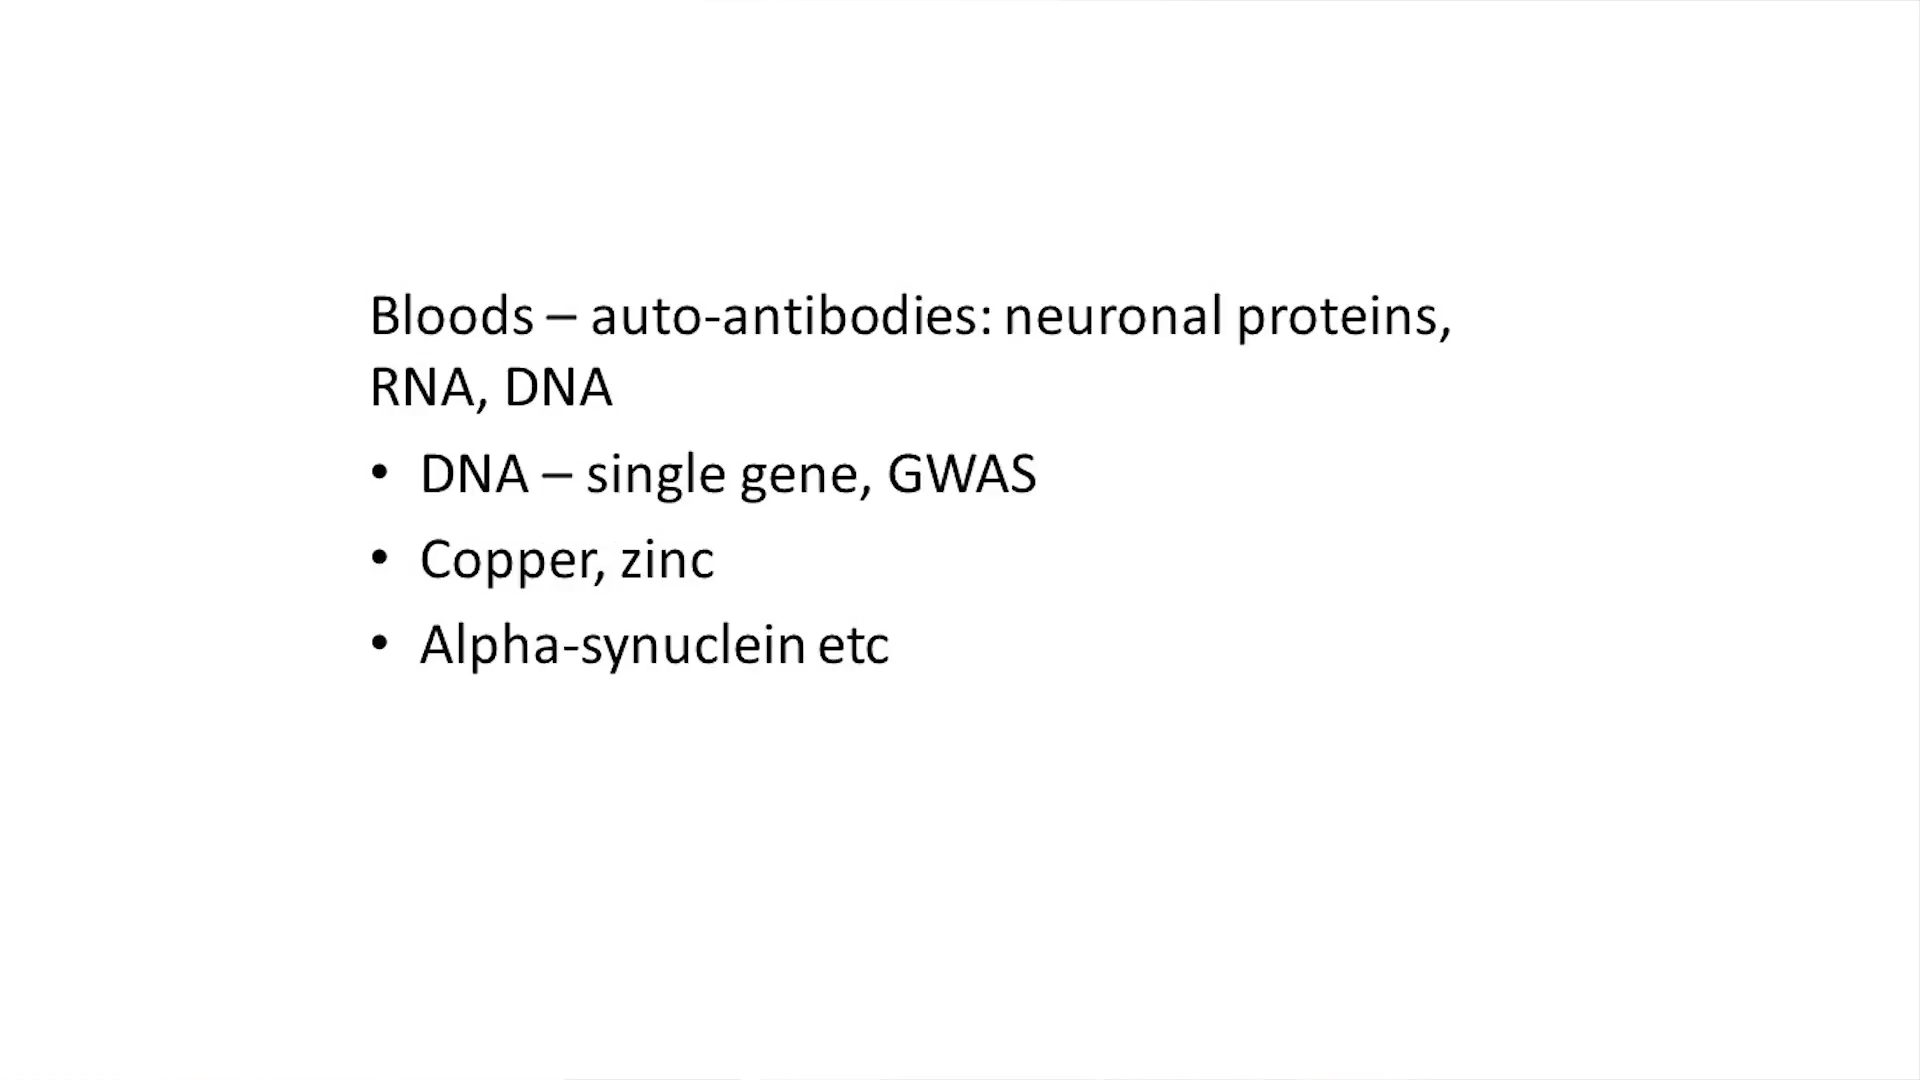 Bloods – auto-antibodies: neuronal proteins,
RNA, DNA
• DNA – single gene, GWAS
• Copper, zinc
• Alpha-synuclein etc